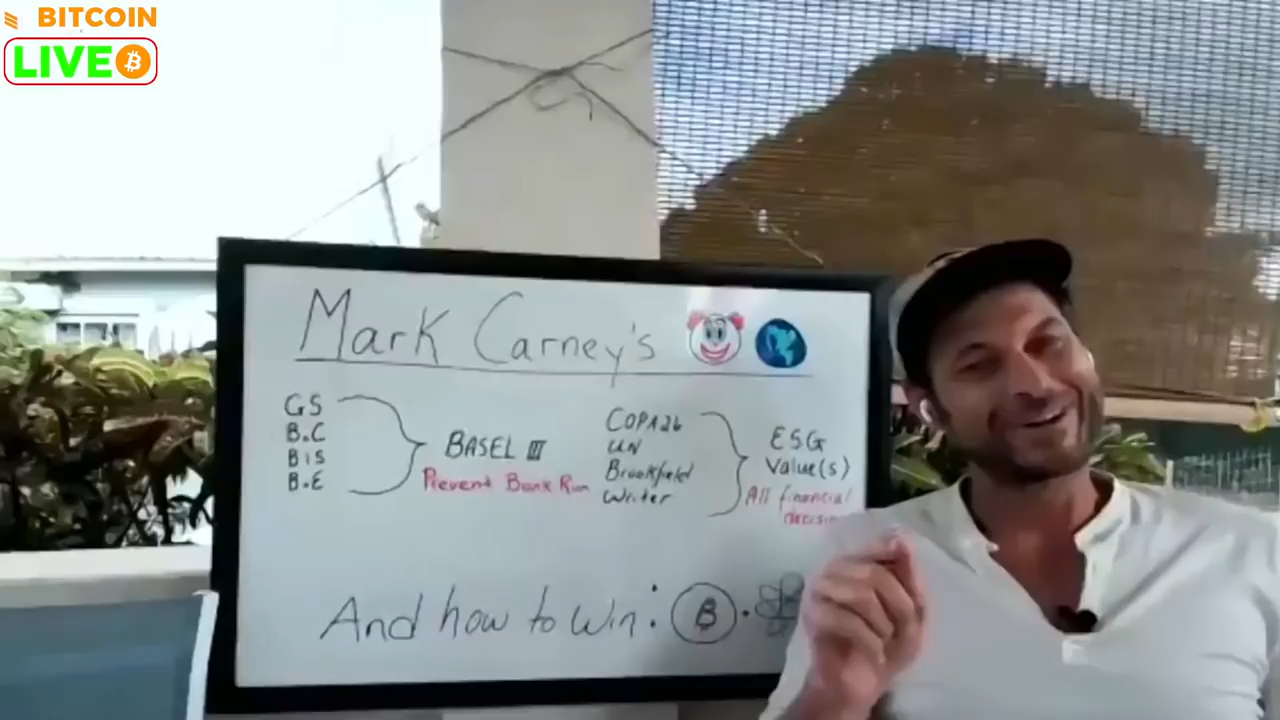 BITCOIN
LIVE
Mark Carney's
GS
B.C
BIS
B.E
BASEL III
Prevent Bank Run
COP126
UN
Brookfield
Writer
ESG
Value(s)
All financial
And how to win: B.